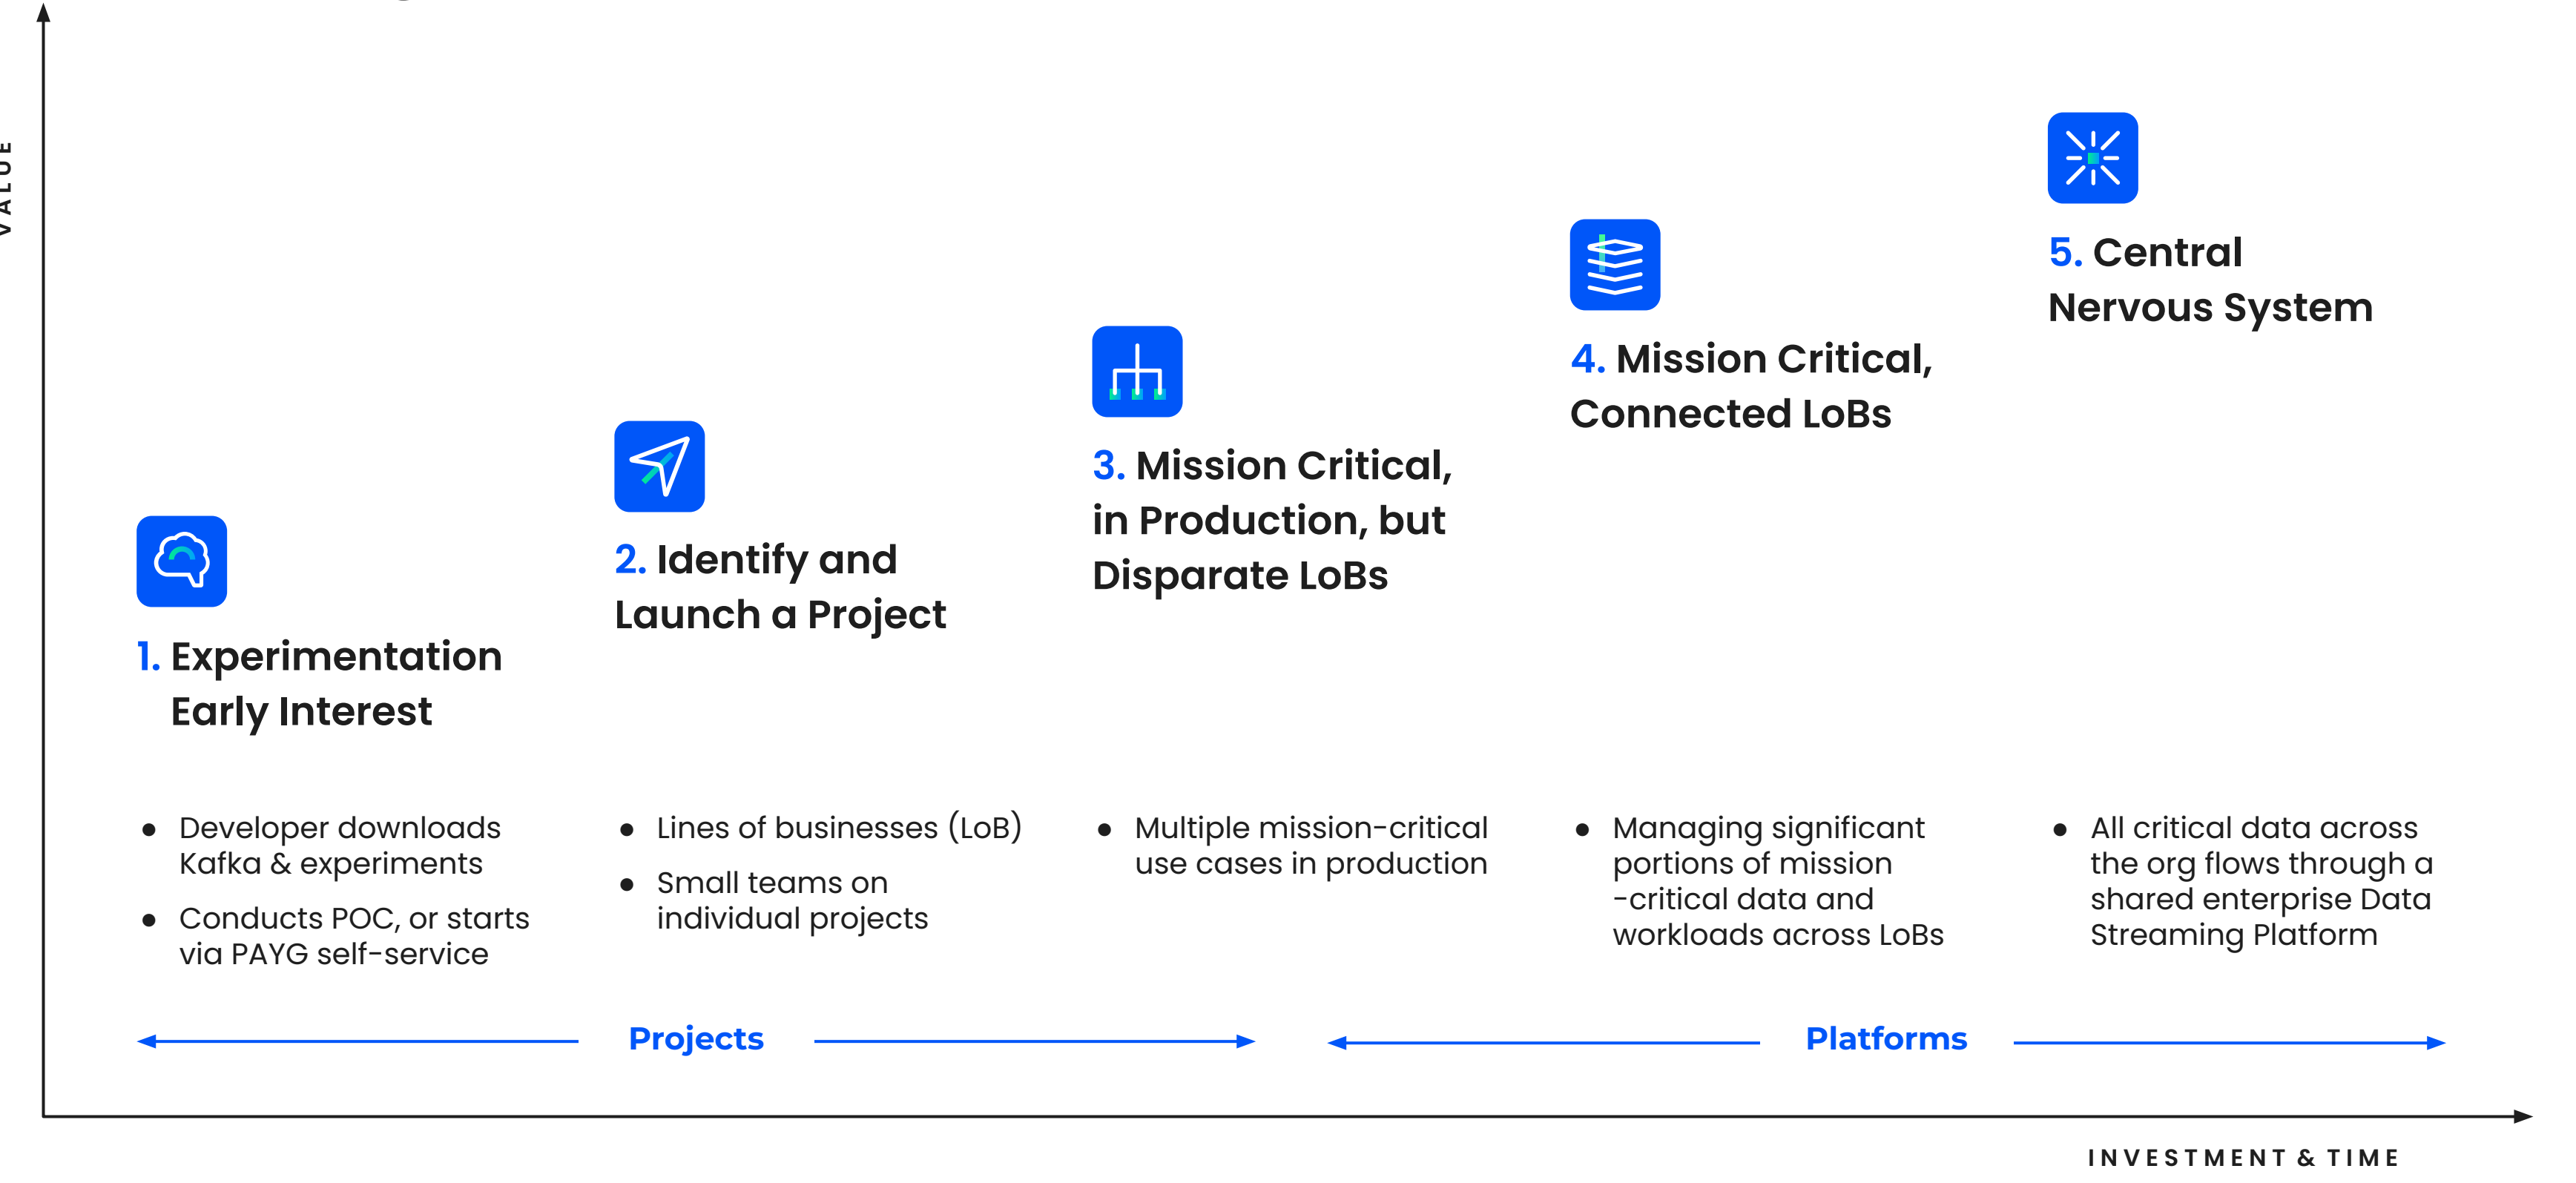 VALUE
1. Experimentation
Early Interest
2. Identify and
Launch a Project
3. Mission Critical,
in Production, but
Disparate LoBs
4. Mission Critical,
Connected LoBs
5. Central
Nervous System
● Developer downloads
Kafka & experiments
● Conducts POC, or starts
via PAYG self-service
● Lines of businesses (LoB)
● Small teams on
individual projects
● Multiple mission-critical
use cases in production
● Managing significant
portions of mission
-critical data and
workloads across LoBs
● All critical data across
the org flows through a
shared enterprise Data
Streaming Platform
Projects
Platforms
INVESTMENT & TIME